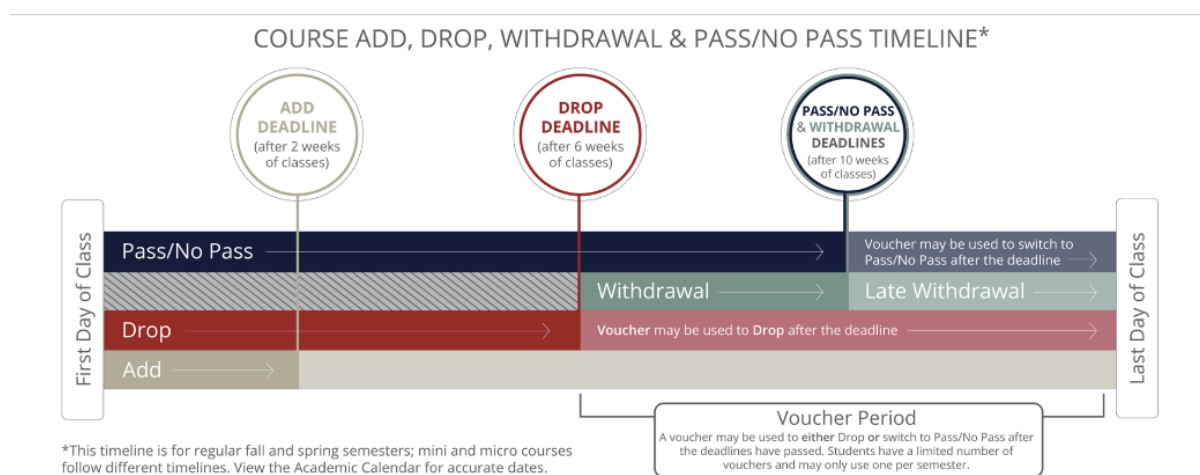 COURSE ADD, DROP, WITHDRAWAL & PASS/NO PASS TIMELINE*
ADD
DEADLINE
(after 2 weeks
of classes)
DROP
DEADLINE
(after 6 weeks
of classes)
PASS/NO PASS
& WITHDRAWAL
DEADLINES
(after 10 weeks
of classes)
First Day of Class
Pass/No Pass
Voucher may be used to switch to
Pass/No Pass after the deadline
Withdrawal
Late Withdrawal
Drop
Voucher may be used to Drop after the deadline
Add
Last Day of Class
Voucher Period
A voucher may be used to either Drop or switch to Pass/No Pass after
the deadlines have passed. Students have a limited number of
vouchers and may only use one per semester.
*This timeline is for regular fall and spring semesters; mini and micro courses
follow different timelines. View the Academic Calendar for accurate dates.